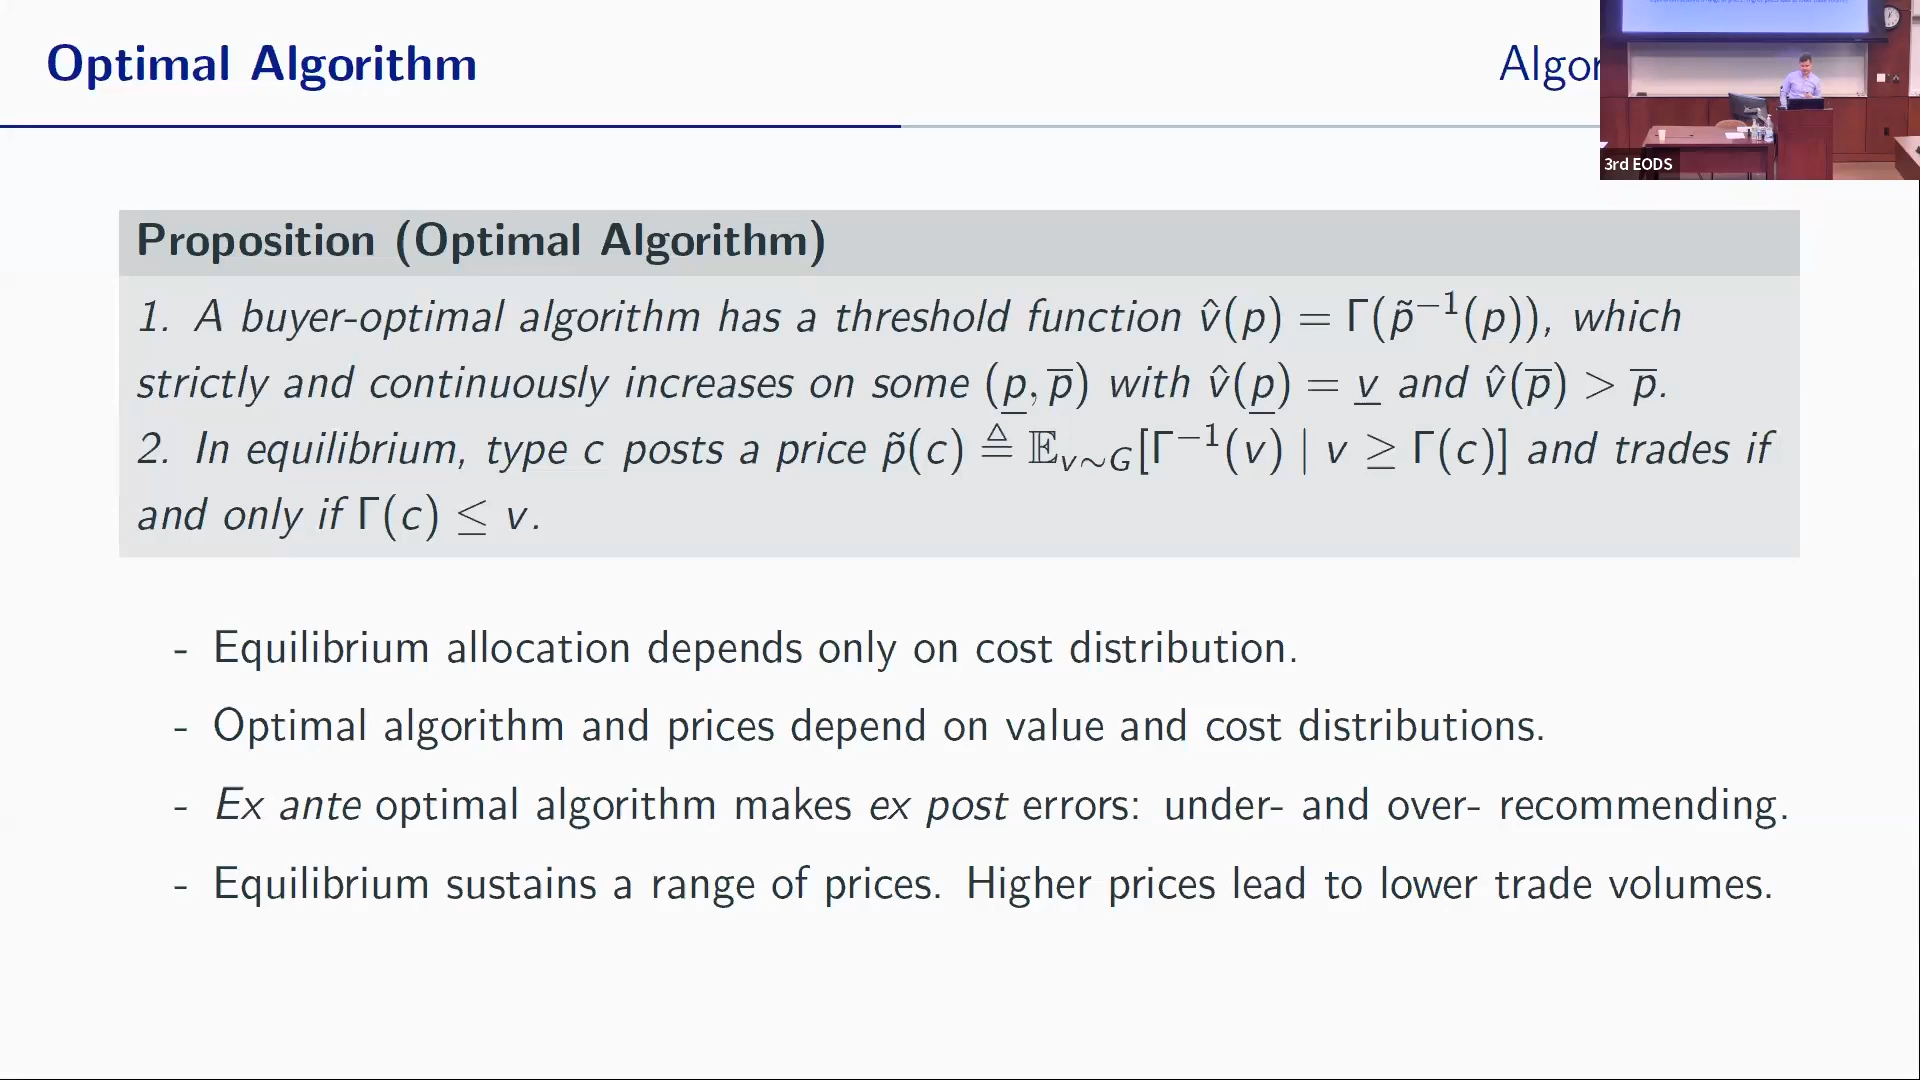 Optimal Algorithm
3rd EODS
Proposition (Optimal Algorithm)
1. A buyer-optimal algorithm has a threshold function v̂(p) = Γ(p̃⁻¹(p)), which
strictly and continuously increases on some (p̲, p̅) with v̂(p̲) = v̲ and v̂(p̅) > p̅.
2. In equilibrium, type c posts a price p̃(c) ≜ 𝔼ᵥ∼G[Γ⁻¹(v) | v ≥ Γ(c)] and trades if
and only if Γ(c) ≤ v.
- Equilibrium allocation depends only on cost distribution.
- Optimal algorithm and prices depend on value and cost distributions.
- Ex ante optimal algorithm makes ex post errors: under- and over- recommending.
- Equilibrium sustains a range of prices. Higher prices lead to lower trade volumes.